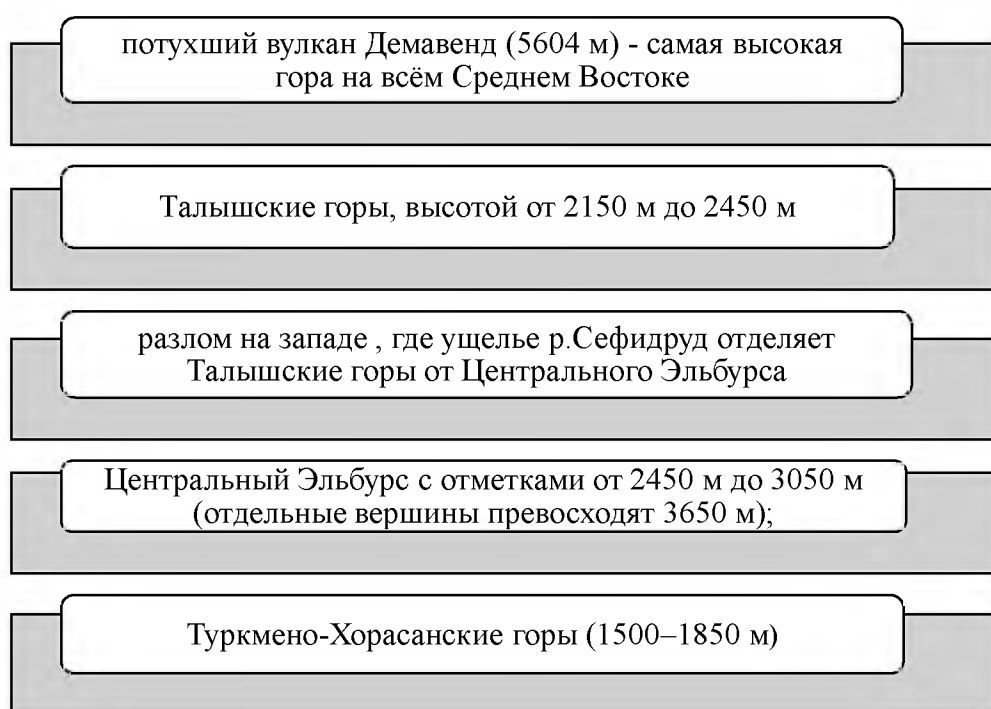 потухший вулкан Демавенд (5604 м) - самая высокая
гора на всём Среднем Востоке
Талышские горы, высотой от 2150 м до 2450 м
разлом на западе , где ущелье р.Сефидруд отделяет
Талышские горы от Центрального Эльбурса
Центральный Эльбурс с отметками от 2450 м до 3050 м
(отдельные вершины превосходят 3650 м);
Туркмено-Хорасанские горы (1500–1850 м)